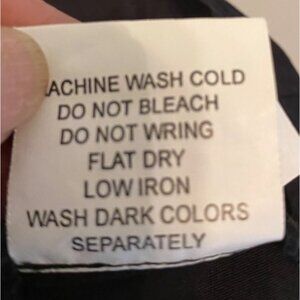 ACHINE WASH COLD
DO NOT BLEACH
DO NOT WRING
FLAT DRY
LOW IRON
WASH DARK COLORS
SEPARATELY